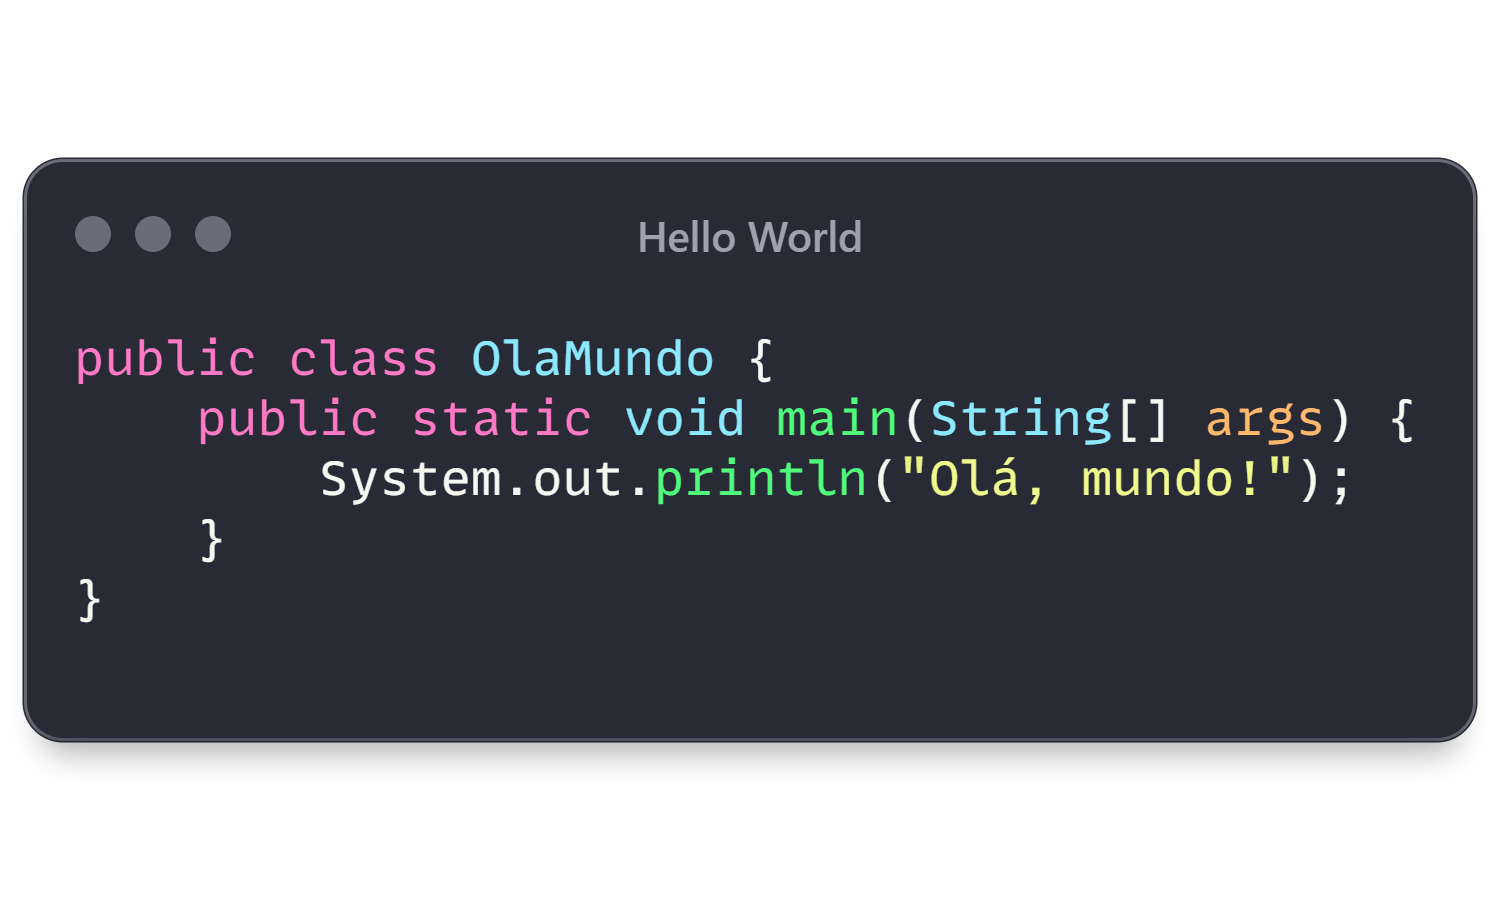 Hello World
public class OlaMundo {
    public static void main(String[] args) {
        System.out.println("Olá, mundo!");
    }
}